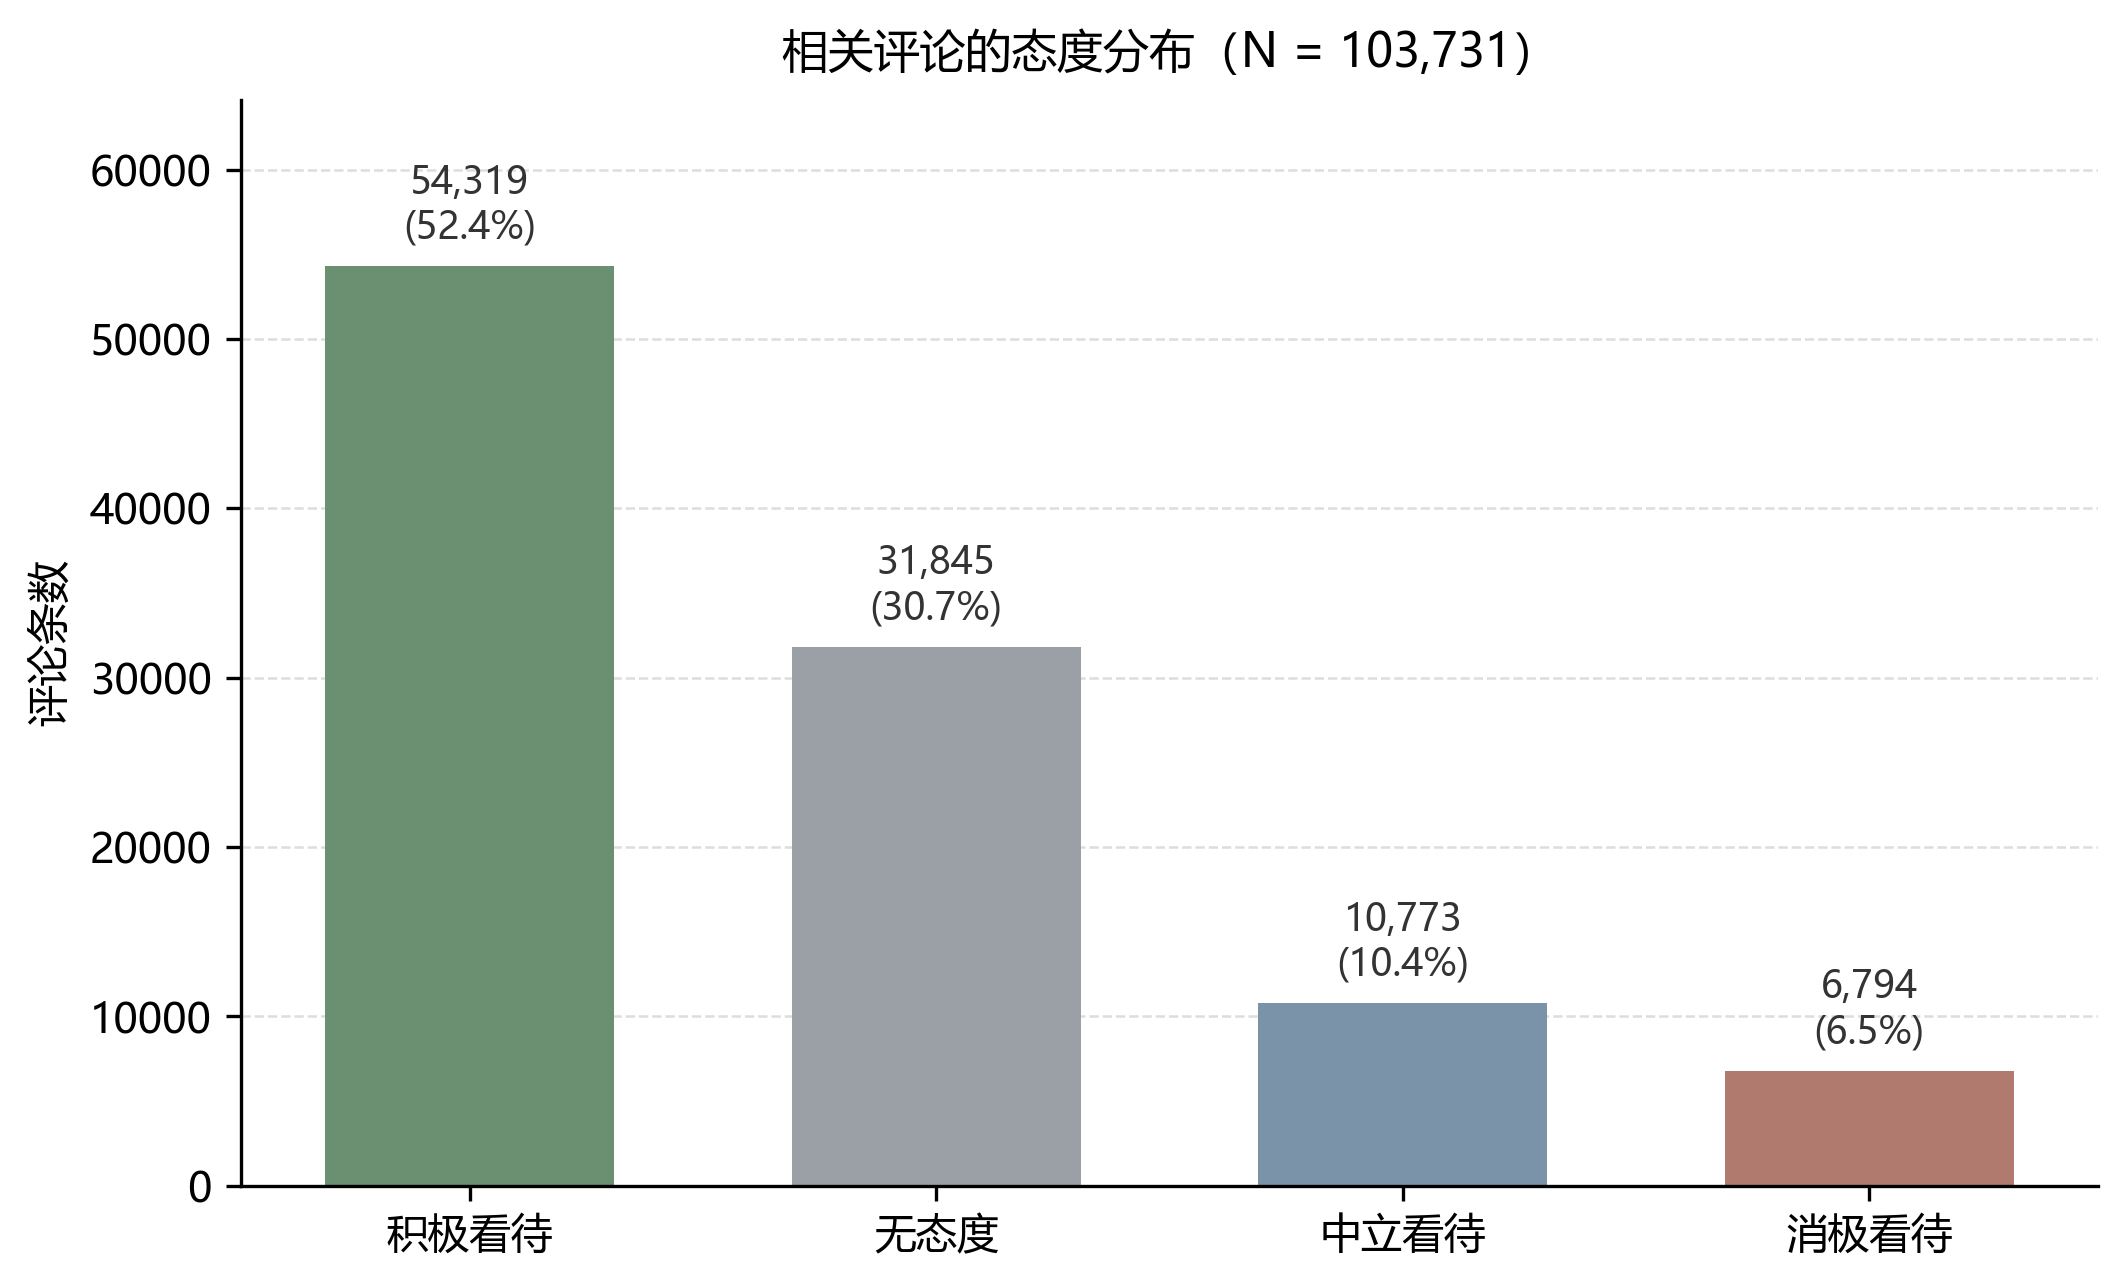 相关评论的态度分布（N = 103,731）
评论条数
60000
50000
40000
30000
20000
10000
0
54,319
(52.4%)
31,845
(30.7%)
10,773
(10.4%)
6,794
(6.5%)
积极看待
无态度
中立看待
消极看待